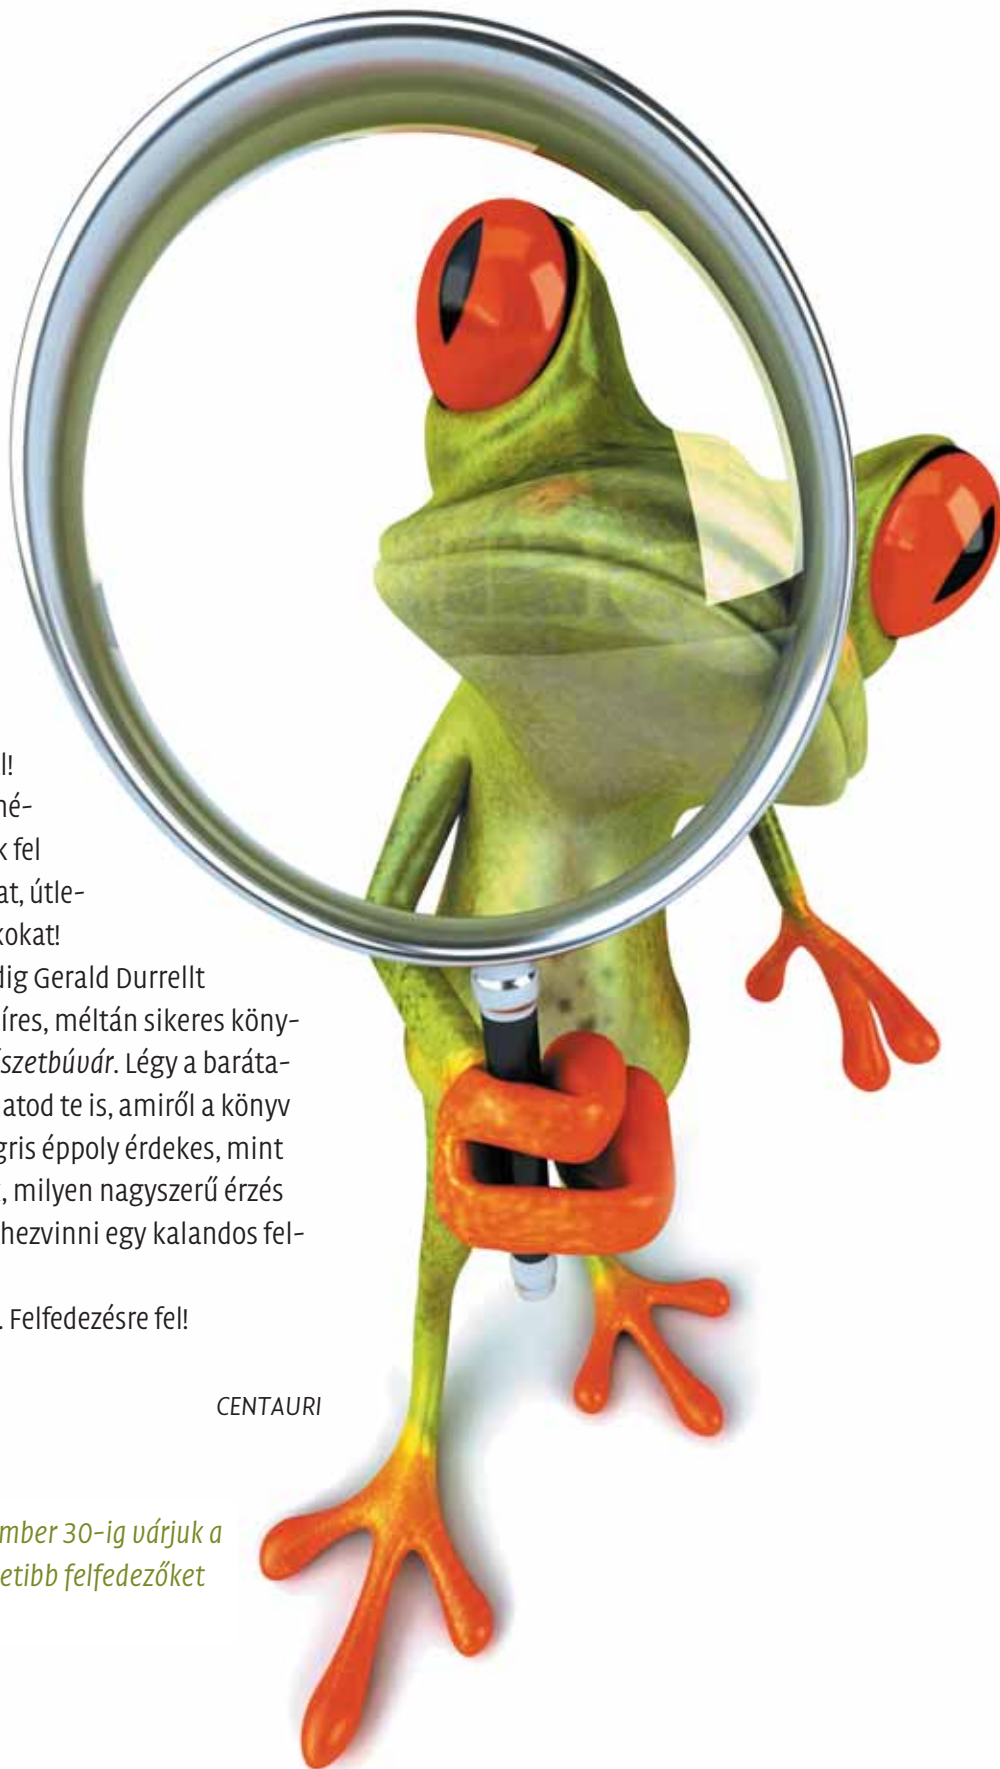 l!
né-
k fel
at, útle-
kokat!
dig Gerald Durrellt
íres, méltán sikeres köny-
szetbúvár. Légy a baráta-
atod te is, amiről a könyv
gris éppoly érdekes, mint
, milyen nagyszerű érzés
hezvinni egy kalandos fel-
. Felfedezésre fel!
CENTAURI
mber 30-ig várjuk a
etibb felfedezőket